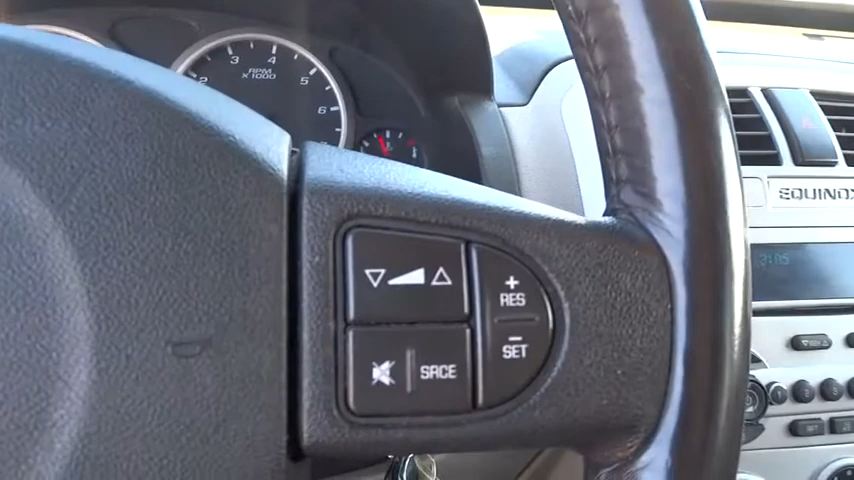 3 4
2 5
RPM
X1000
6
EQUINOX
3:05
+
RES
−
SET
SRCE